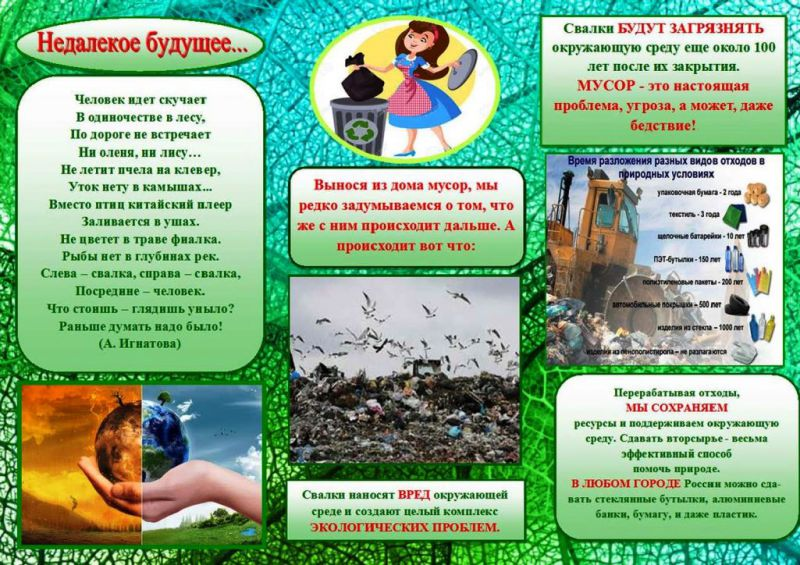 Недалекое будущее...
Человек идет скучает
В одиночестве в лесу,
По дороге не встречает
Ни оленя, ни лису…
Не летит пчела на клевер,
Уток нету в камышах...
Вместо птиц китайский плеер
Заливается в ушах.
Не цветет в траве фиалка.
Рыбы нет в глубинах рек.
Слева – свалка, справа – свалка,
Посредине – человек.
Что стоишь – глядишь уныло?
Раньше думать надо было!
(А. Игнатова)
Вынося из дома мусор, мы
редко задумываемся о том, что
же с ним происходит дальше. А
происходит вот что:
Свалки наносят ВРЕД окружающей
среде и создают целый комплекс
ЭКОЛОГИЧЕСКИХ ПРОБЛЕМ.
Свалки БУДУТ ЗАГРЯЗНЯТЬ
окружающую среду еще около 100
лет после их закрытия.
МУСОР - это настоящая
проблема, угроза, а может, даже
бедствие!
Время разложения разных видов отходов в
природных условиях
упаковочная бумага - 2 года
текстиль - 3 года
щелочные батарейки - 10 лет
ПЭТ-бутылки - 150 лет
полиэтиленовые пакеты - 200 лет
автомобильные покрышки – 500 лет
изделия из стекла – 1000 лет
изделия из пенополистирола – не разлагаются
Перерабатывая отходы,
МЫ СОХРАНЯЕМ
ресурсы и поддерживаем окружающую
среду. Сдавать вторсырье - весьма
эффективный способ
помочь природе.
В ЛЮБОМ ГОРОДЕ России можно сда-
вать стеклянные бутылки, алюминиевые
банки, бумагу, и даже пластик.